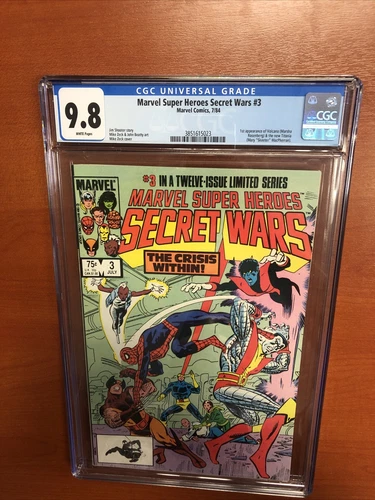 CGC UNIVERSAL GRADE
9.8
WHITE Pages
Marvel Super Heroes Secret Wars #3
Marvel Comics, 7/84
3851615023
Jim Shooter story
Mike Zeck & John Beatty art
Mike Zeck cover
1st appearance of Volcana (Marsha
Rosenberg) & the new Titania
(Mary "Skeeter" MacPherran).
CGC
#3 IN A TWELVE-ISSUE LIMITED SERIES
MARVEL
MARVEL SUPER HEROES
SECRET WARS
THE CRISIS
WITHIN!
75¢
3
JULY